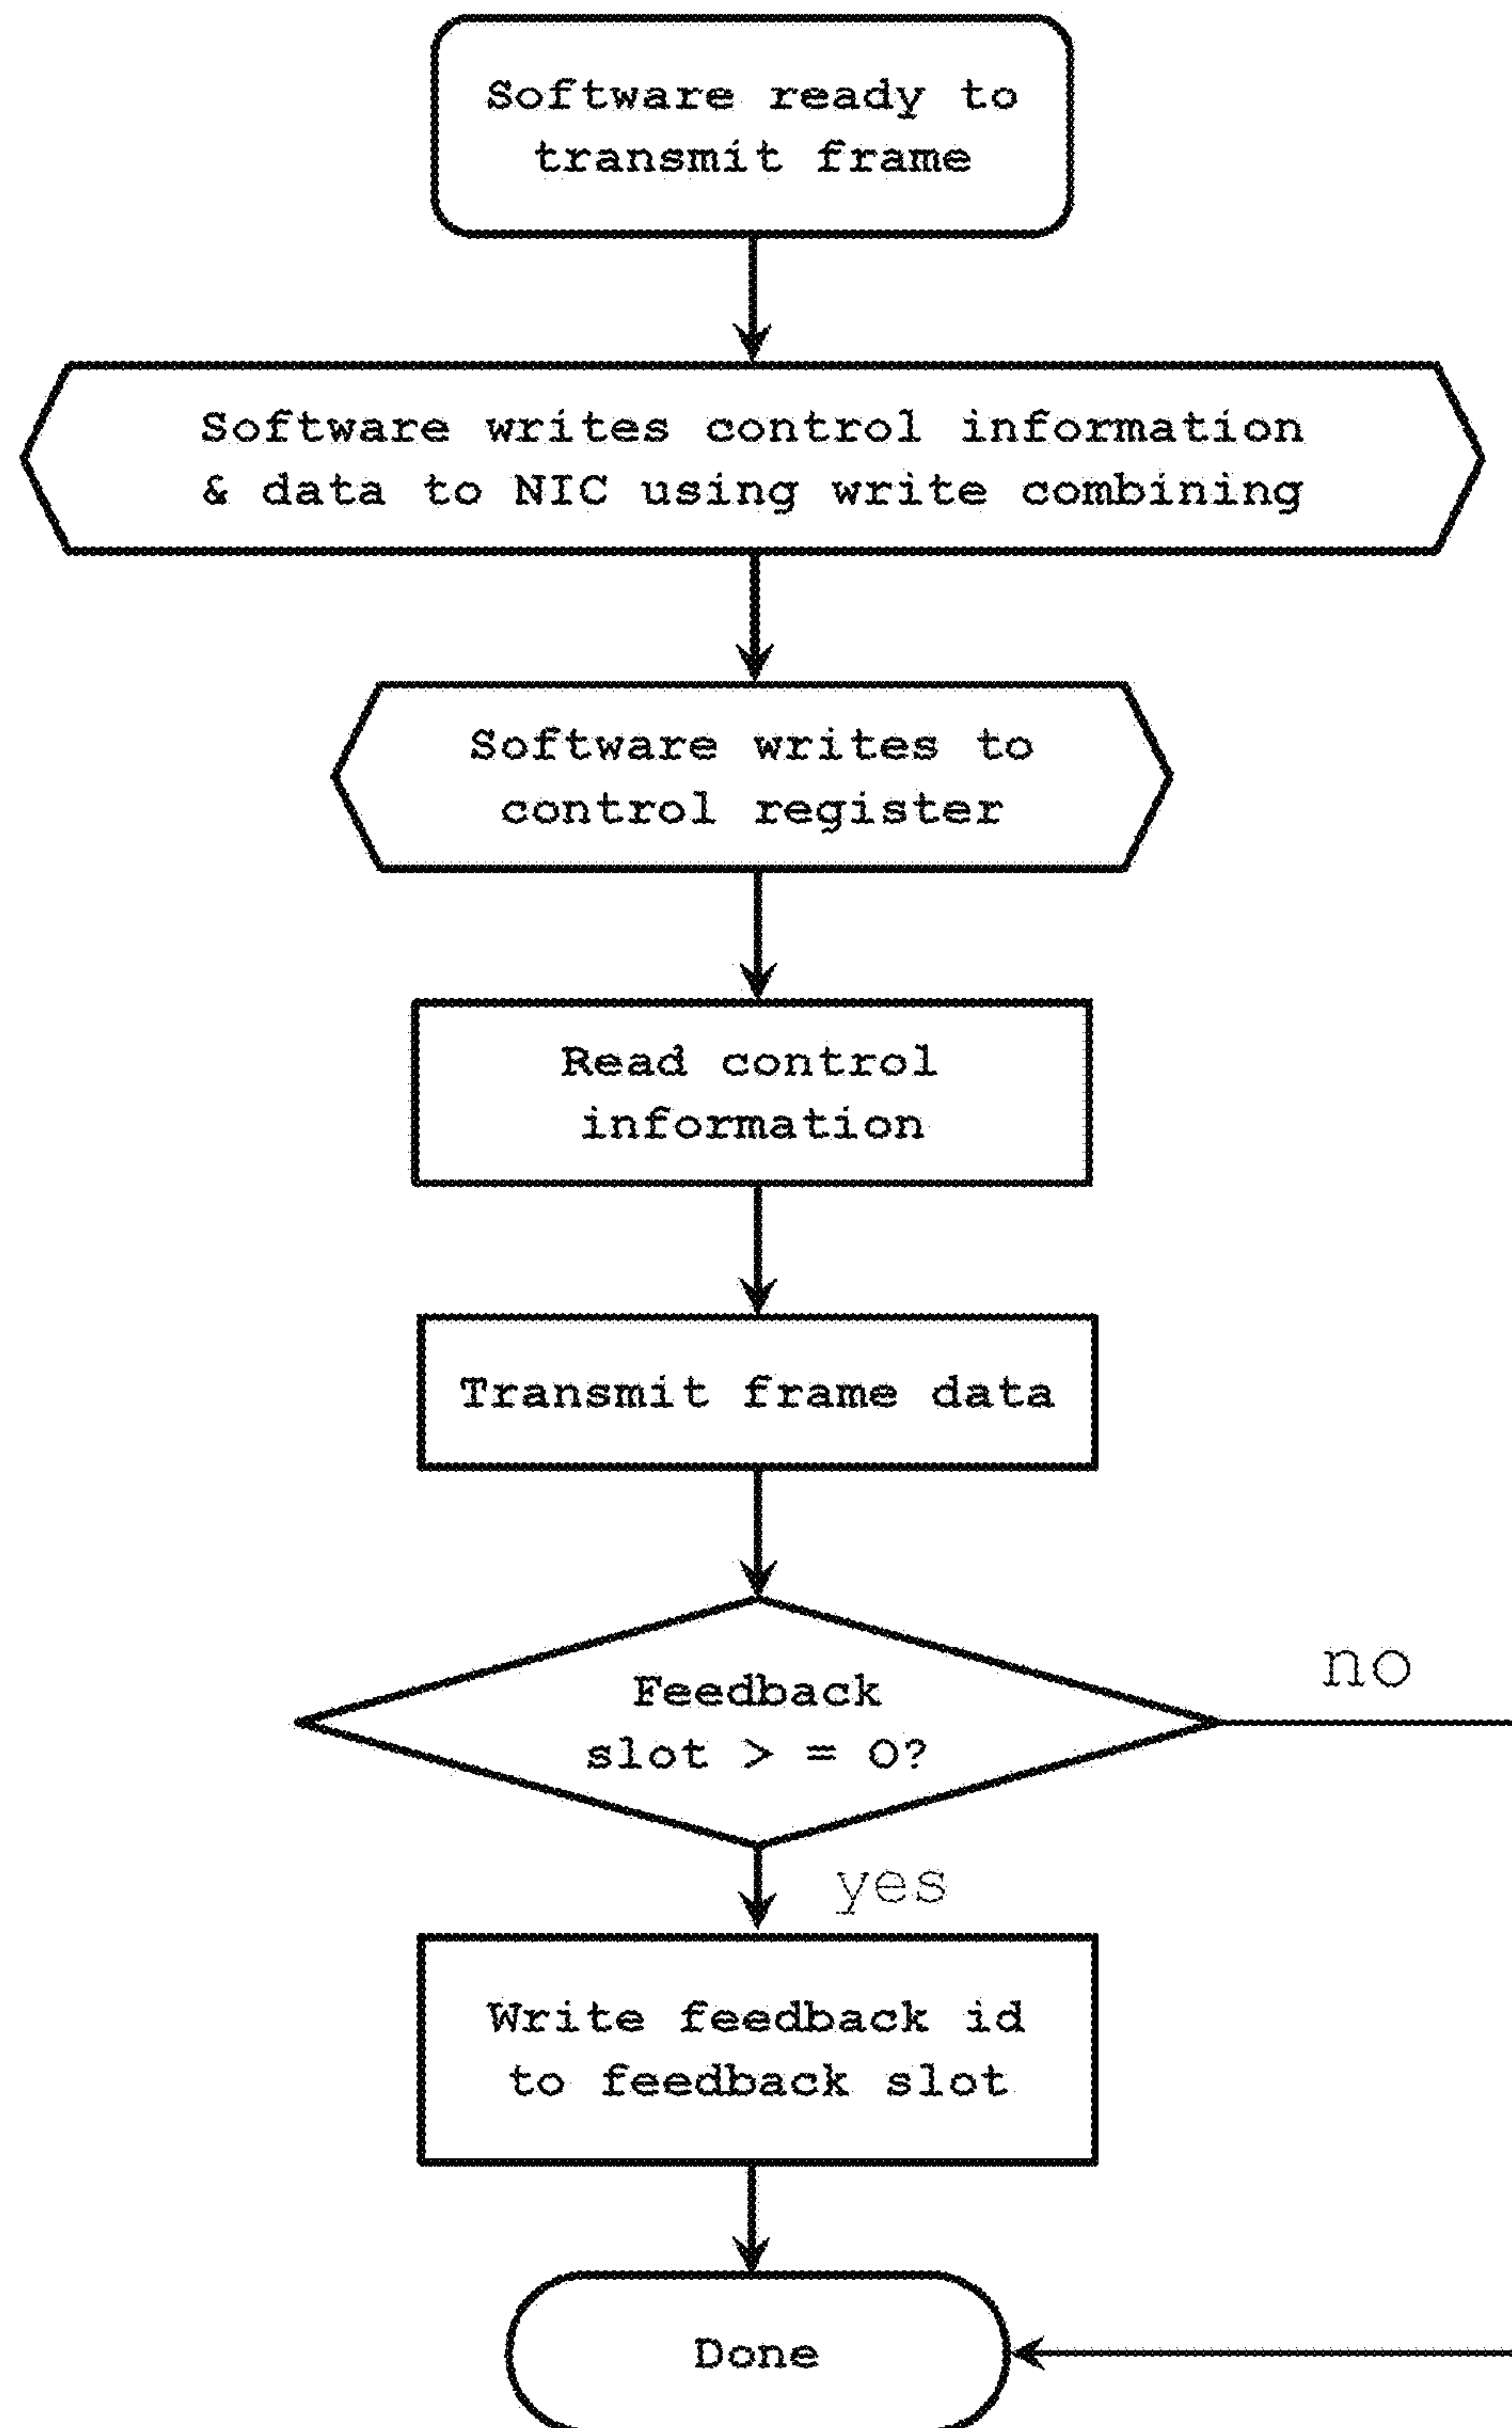 Software ready to
transmit frame
Software writes control information
& data to NIC using write combining
Software writes to
control register
Read control
information
Transmit frame data
Feedback
slot > = 0?
no
yes
Write feedback id
to feedback slot
Done